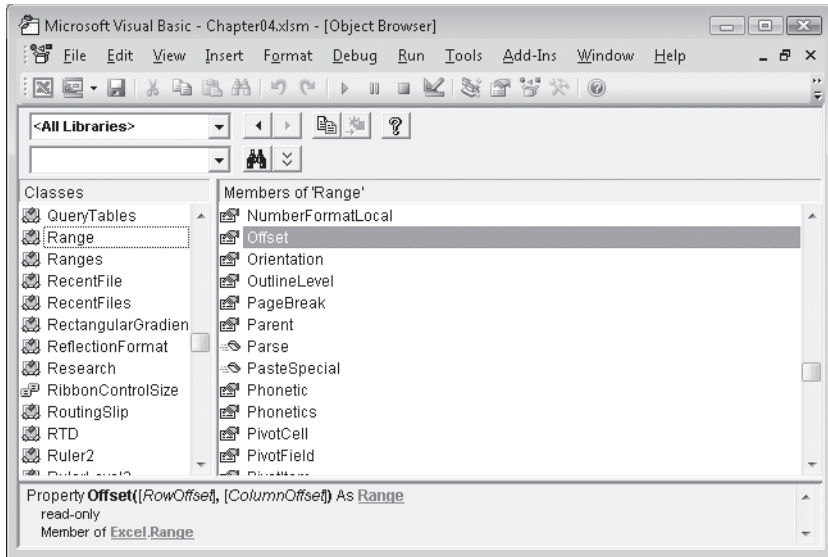 Microsoft Visual Basic - Chapter04.xlsm - [Object Browser]
File Edit View Insert Format Debug Run Tools Add-Ins Window Help
<All Libraries>
Classes
QueryTables
Range
Ranges
RecentFile
RecentFiles
RectangularGradien
ReflectionFormat
Research
RibbonControlSize
RoutingSlip
RTD
Ruler2
Members of 'Range'
NumberFormatLocal
Offset
Orientation
OutlineLevel
PageBreak
Parent
Parse
PasteSpecial
Phonetic
Phonetics
PivotCell
PivotField
Property Offset([RowOffset], [ColumnOffset]) As Range
read-only
Member of Excel.Range